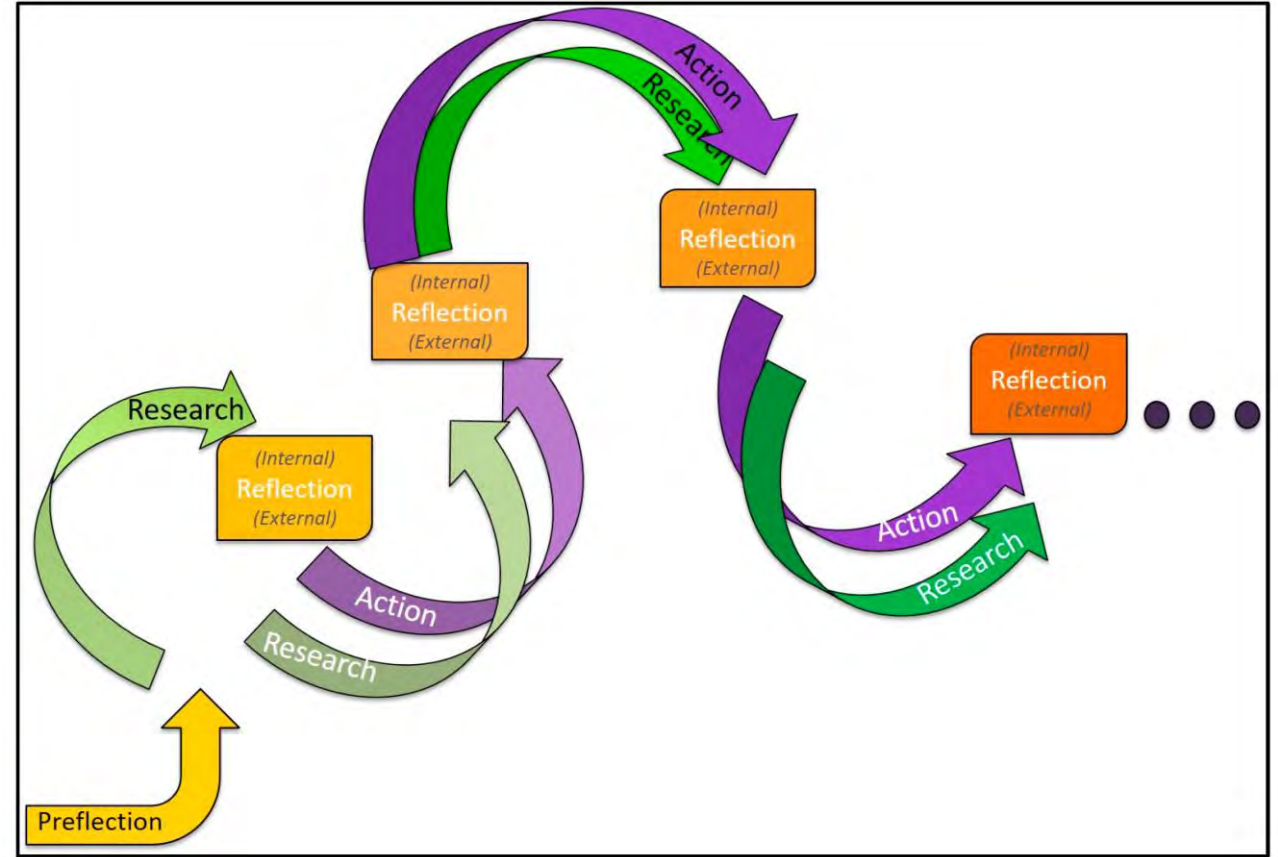 Action
Research
(Internal)
Reflection
(External)
(Internal)
Reflection
(External)
(Internal)
Reflection
(External)
Research
(Internal)
Reflection
(External)
Action
Research
Action
Research
Preflection